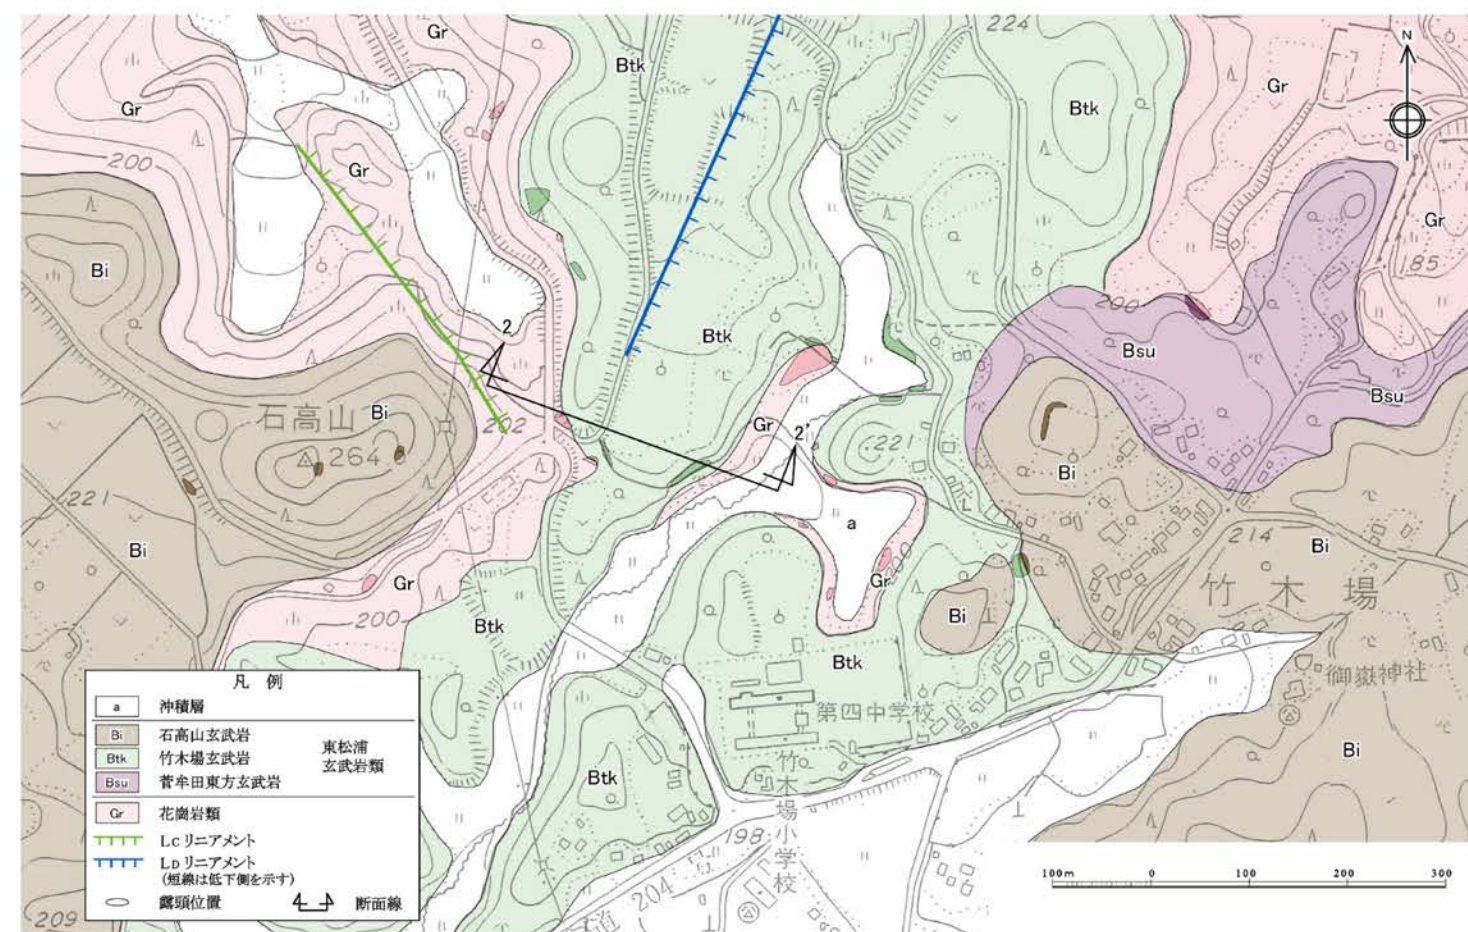 Gr
Btk
224
N
Gr
Btk
Gr
200
Gr
Gr
Bi
200
185
2
Btk
Bsu
Bsu
石高山
Bi
202
264
Gr
2'
221
Bi
221
Bi
a
214
Bi
Gr
200
竹木場
Gr
200
Btk
Bi
Btk
御嶽神社
第四中学校
Bi
Btk
竹木場小学校
198
道 204
209
凡 例
a 沖積層
Bi 石高山玄武岩
Btk 竹木場玄武岩
Bsu 菅牟田東方玄武岩
東松浦
玄武岩類
Gr 花崗岩類
LC リニアメント
LD リニアメント
(短線は低下側を示す)
露頭位置
断面線
100m 0 100 200 300